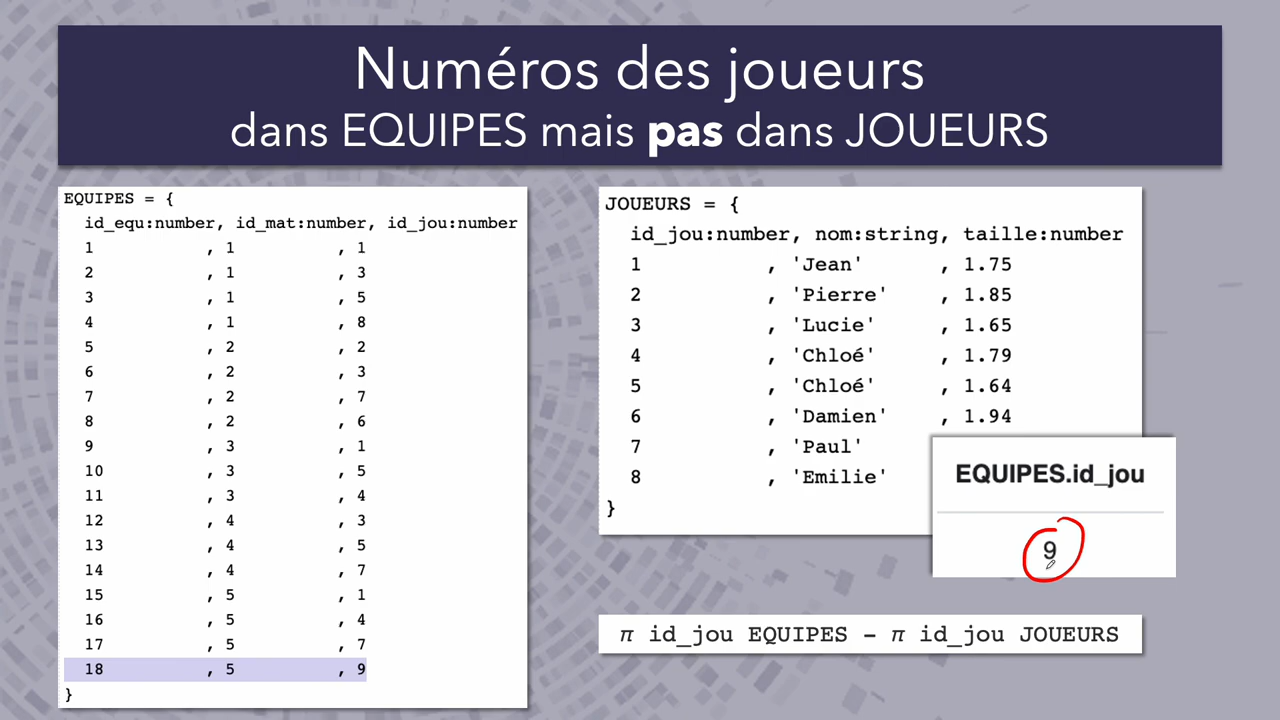 Numéros des joueurs
dans EQUIPES mais pas dans JOUEURS
EQUIPES = {
id_equ:number, id_mat:number, id_jou:number
1 , 1 , 1
2 , 1 , 3
3 , 1 , 5
4 , 1 , 8
5 , 2 , 2
6 , 2 , 3
7 , 2 , 7
8 , 2 , 6
9 , 3 , 1
10 , 3 , 5
11 , 3 , 4
12 , 4 , 3
13 , 4 , 5
14 , 4 , 7
15 , 5 , 1
16 , 5 , 4
17 , 5 , 7
18 , 5 , 9
}
JOUEURS = {
id_jou:number, nom:string, taille:number
1 , 'Jean' , 1.75
2 , 'Pierre' , 1.85
3 , 'Lucie' , 1.65
4 , 'Chloé' , 1.79
5 , 'Chloé' , 1.64
6 , 'Damien' , 1.94
7 , 'Paul'
8 , 'Emilie'
}
EQUIPES.id_jou
9
π id_jou EQUIPES - π id_jou JOUEURS